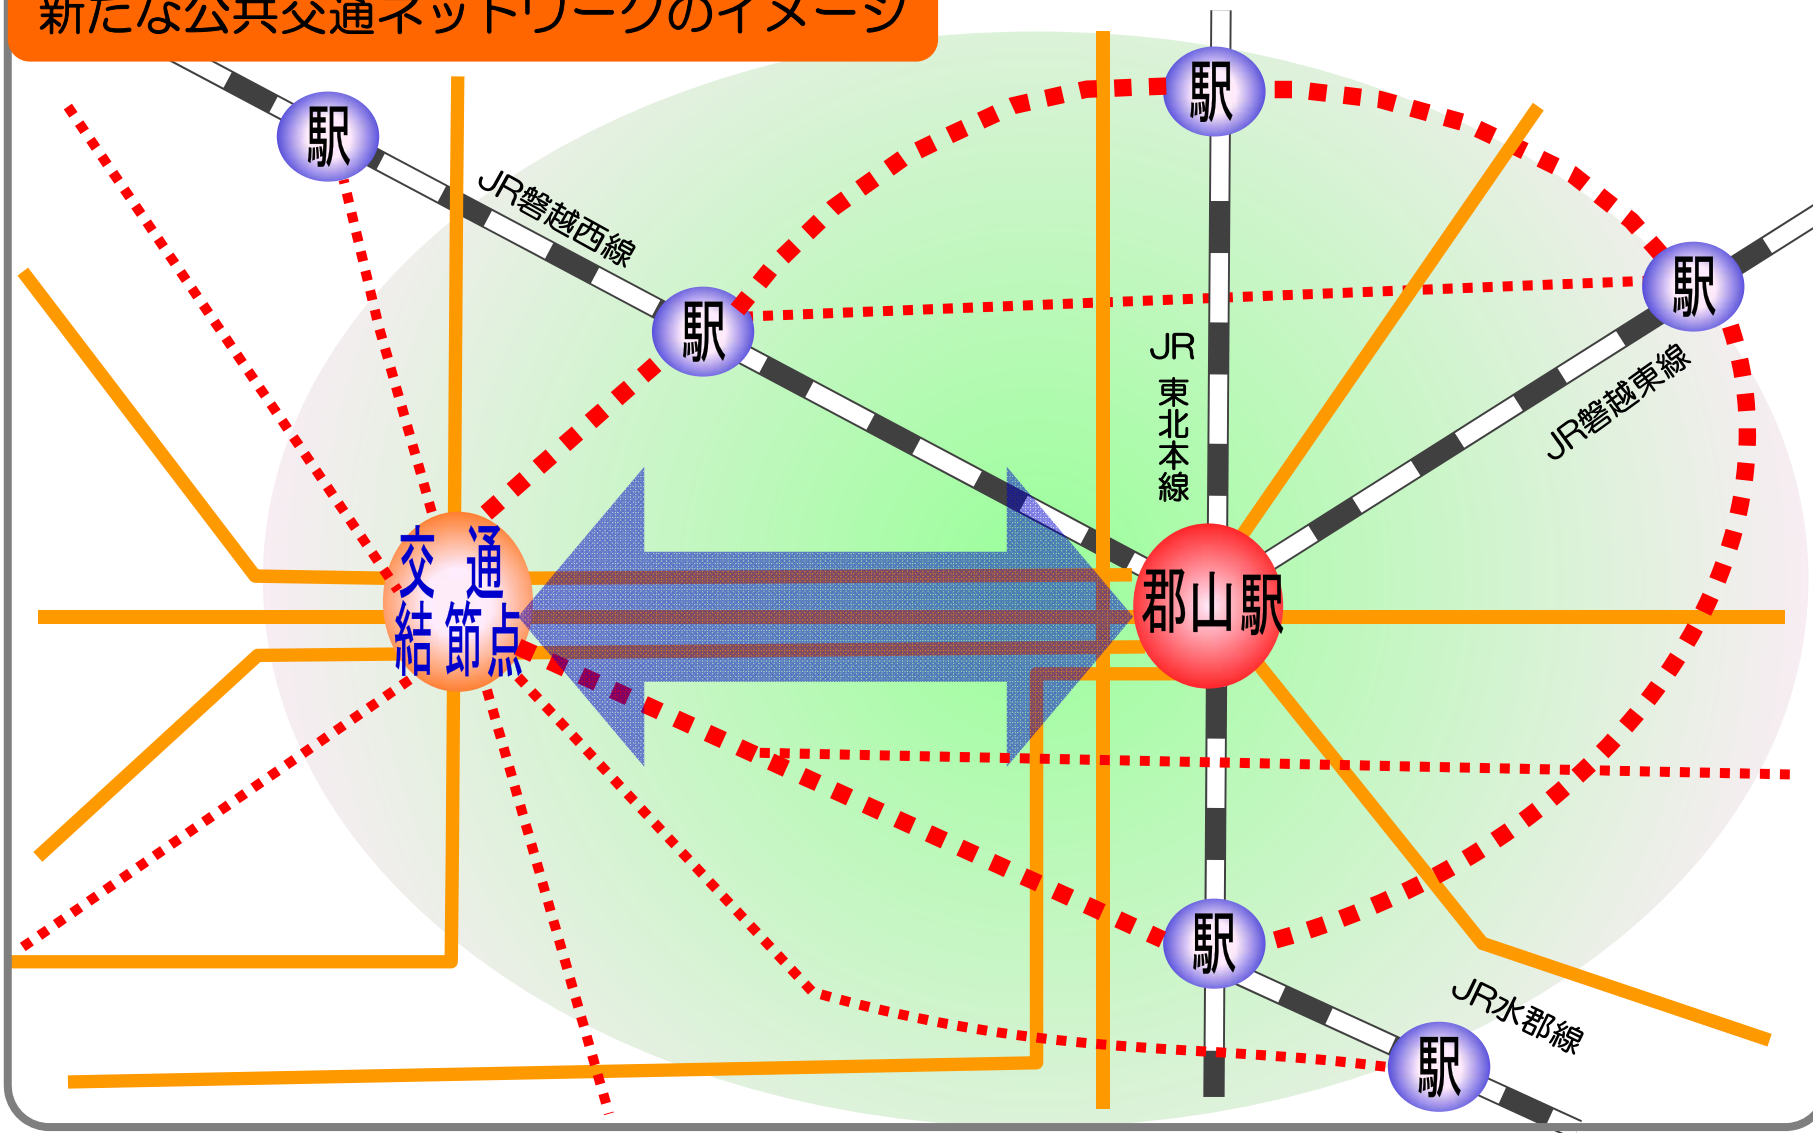 新たな公共交通ネットワークのイメージ
駅
駅
JR磐越西線
駅
駅
JR
東北本線
JR磐越東線
交通
結節点
郡山駅
駅
JR水郡線
駅